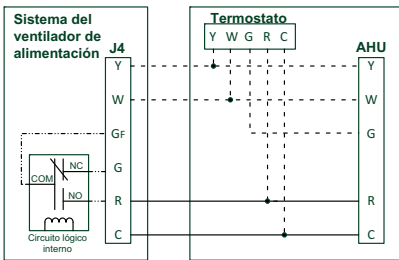 Sistema del
ventilador de
alimentación
J4
Y
W
GF
G
R
C
NC
COM
NO
Circuito lógico
interno
Termostato
Y W G R C
AHU
Y
W
G
R
C